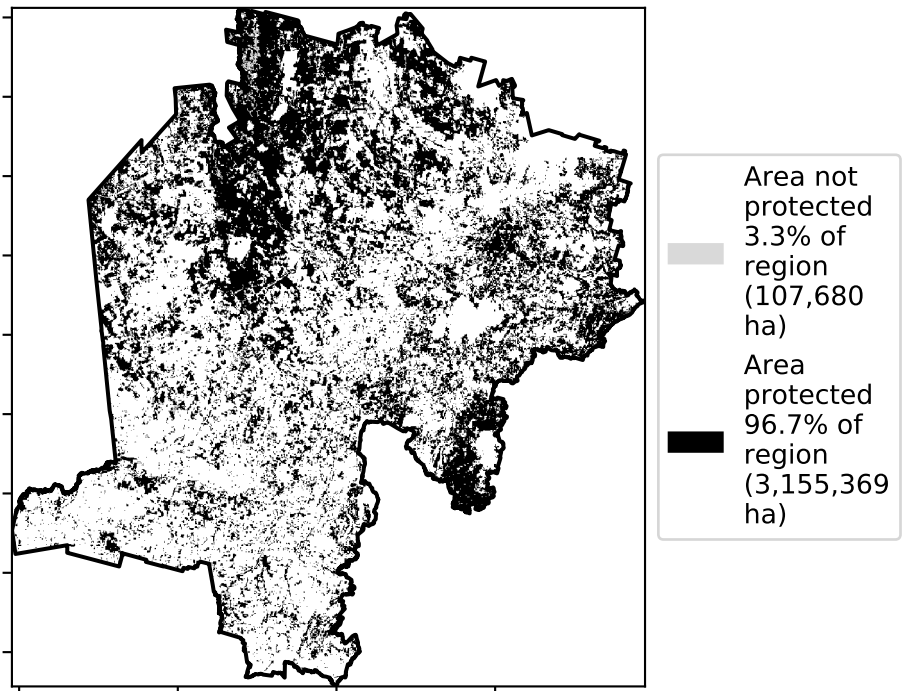 Area not
protected
3.3% of
region
(107,680
ha)
Area
protected
96.7% of
region
(3,155,369
ha)